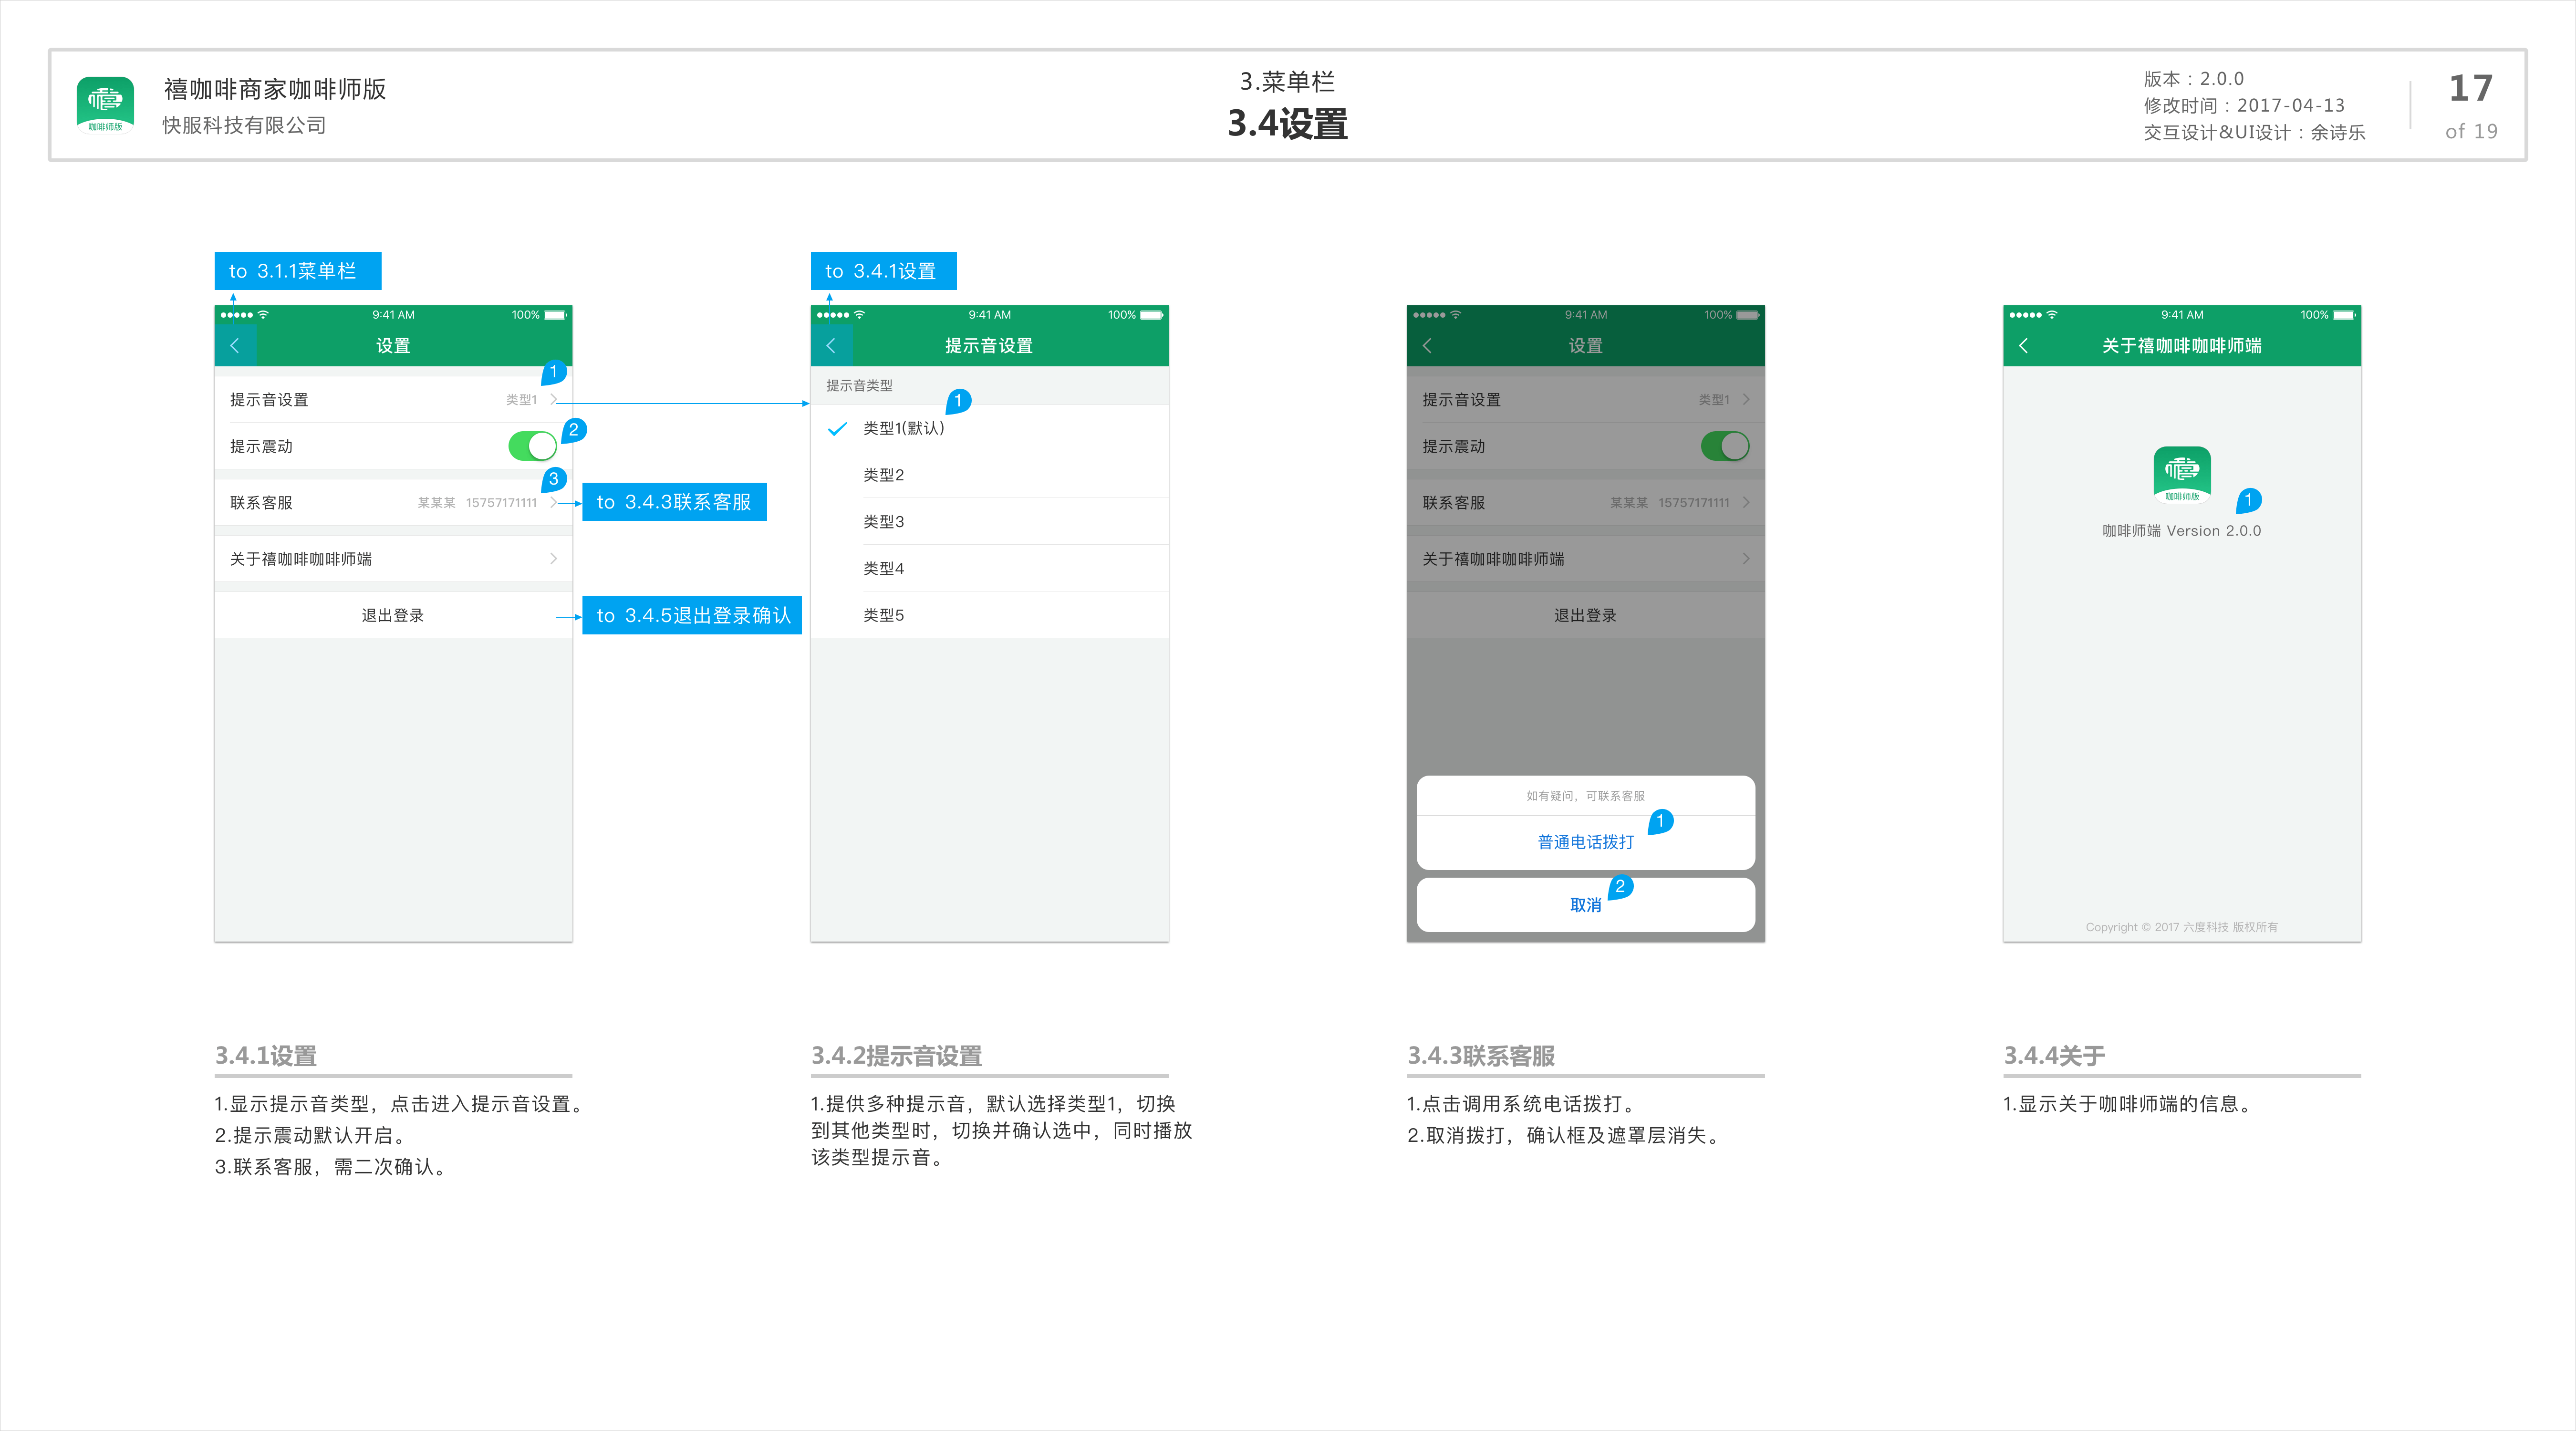 禧咖啡商家咖啡师版
快服科技有限公司
咖啡师版
3.菜单栏
3.4设置
版本：2.0.0
修改时间：2017-04-13
交互设计&UI设计：余诗乐
17
of 19
to 3.1.1菜单栏
9:41 AM 100%
设置
1
提示音设置 类型1
2
提示震动
3
联系客服 某某某 15757171111
to 3.4.3联系客服
关于禧咖啡咖啡师端
退出登录
to 3.4.5退出登录确认
to 3.4.1设置
9:41 AM 100%
提示音设置
提示音类型
1
类型1(默认)
类型2
类型3
类型4
类型5
9:41 AM 100%
设置
提示音设置 类型1
提示震动
联系客服 某某某 15757171111
关于禧咖啡咖啡师端
退出登录
如有疑问，可联系客服
1
普通电话拨打
2
取消
9:41 AM 100%
关于禧咖啡咖啡师端
咖啡师版
1
咖啡师端 Version 2.0.0
Copyright © 2017 六度科技 版权所有
3.4.1设置
1.显示提示音类型，点击进入提示音设置。
2.提示震动默认开启。
3.联系客服，需二次确认。
3.4.2提示音设置
1.提供多种提示音，默认选择类型1，切换
到其他类型时，切换并确认选中，同时播放
该类型提示音。
3.4.3联系客服
1.点击调用系统电话拨打。
2.取消拨打，确认框及遮罩层消失。
3.4.4关于
1.显示关于咖啡师端的信息。